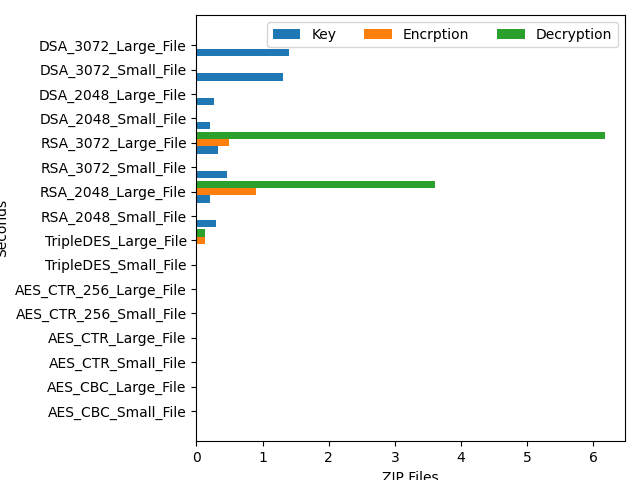 Key Encrption Decryption
DSA_3072_Large_File
DSA_3072_Small_File
DSA_2048_Large_File
DSA_2048_Small_File
RSA_3072_Large_File
RSA_3072_Small_File
RSA_2048_Large_File
RSA_2048_Small_File
TripleDES_Large_File
TripleDES_Small_File
AES_CTR_256_Large_File
AES_CTR_256_Small_File
AES_CTR_Large_File
AES_CTR_Small_File
AES_CBC_Large_File
AES_CBC_Small_File
Seconds
0 1 2 3 4 5 6
ZIP Files